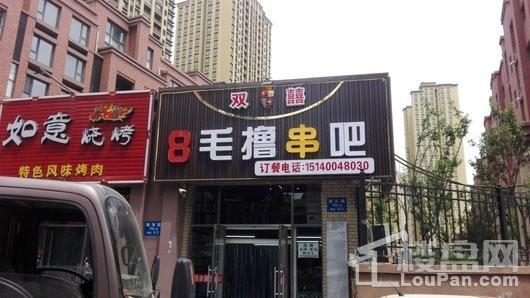 双囍
8毛撸串吧
订餐电话:15140048030
如意烧烤
特色风味烤肉
楼盘网
LouPan.com